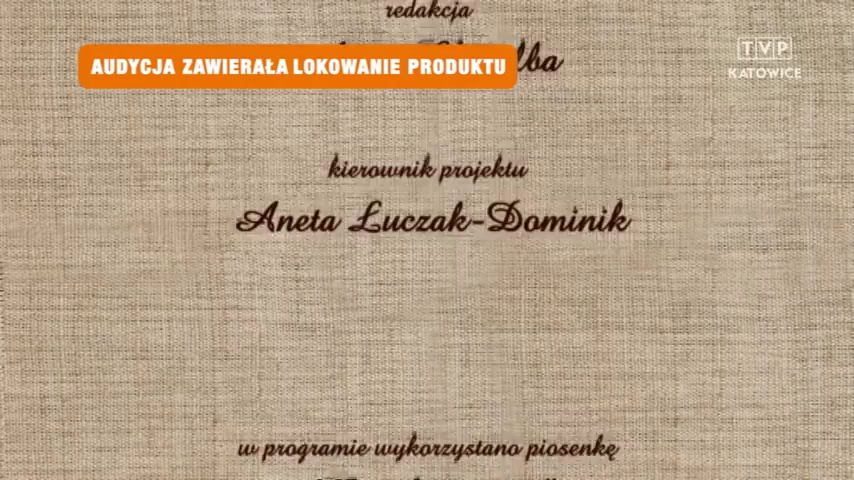 redakcja
AUDYCJA ZAWIERAŁA LOKOWANIE PRODUKTU
TVP
KATOWICE
kierownik projektu
Aneta Łuczak-Dominik
w programie wykorzystano piosenkę